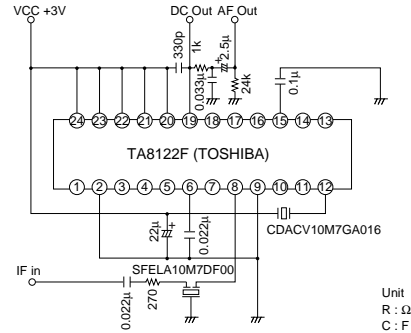 VCC +3V
DC Out AF Out
330p
1k
2.5μ
+
0.033μ
24k
0.1μ
24 23 22 21 20 19 18 17 16 15 14 13
TA8122F (TOSHIBA)
1 2 3 4 5 6 7 8 9 10 11 12
22μ
+
0.022μ
CDACV10M7GA016
SFELA10M7DF00
IF in
0.022μ
270
Unit
R : Ω
C : F